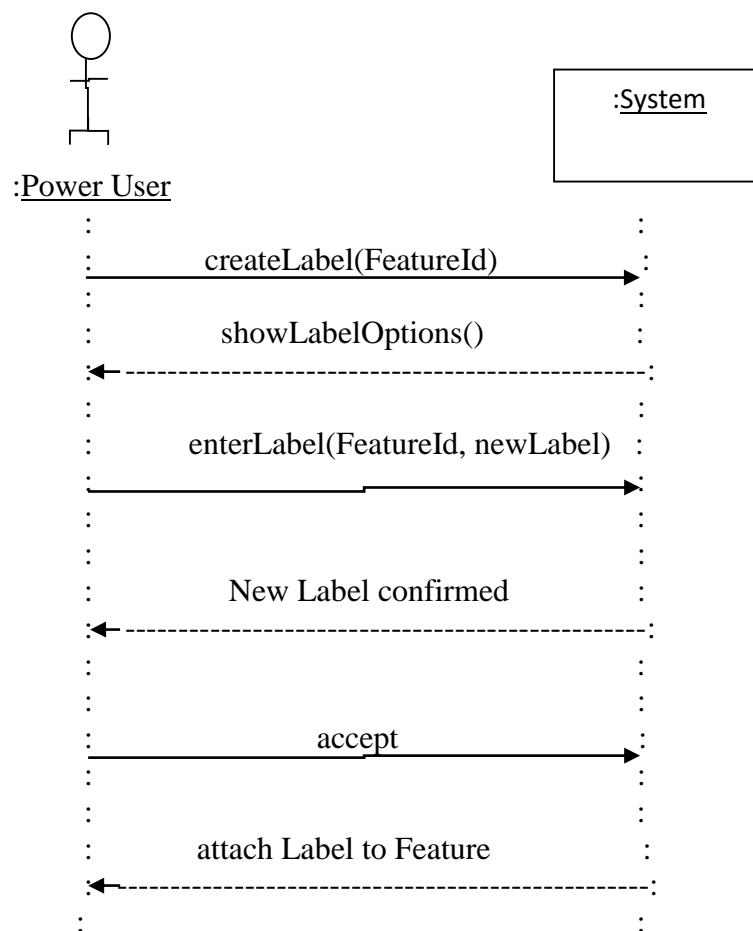 :System
:Power User
createLabel(FeatureId)
showLabelOptions()
enterLabel(FeatureId, newLabel)
New Label confirmed
accept
attach Label to Feature